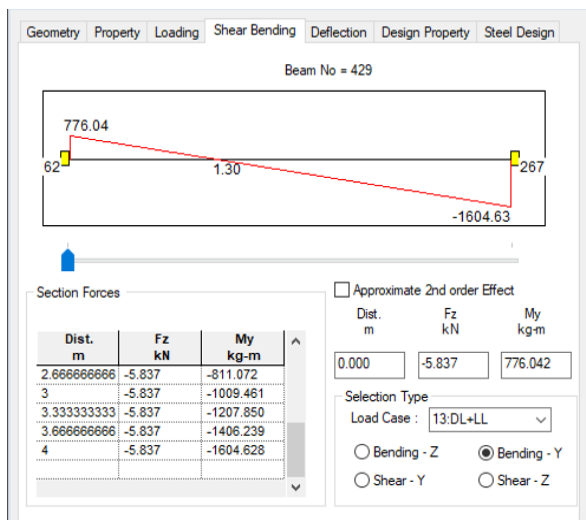 Geometry Property Loading Shear Bending Deflection Design Property Steel Design
Beam No = 429
776.04
62
1.30
267
-1604.63
Section Forces
Dist. m Fz kN My kg-m
2.666666666 -5.837 -811.072
3 -5.837 -1009.461
3.333333333 -5.837 -1207.850
3.666666666 -5.837 -1406.239
4 -5.837 -1604.628
Approximate 2nd order Effect
Dist. Fz My
m kN kg-m
0.000 -5.837 776.042
Selection Type
Load Case : 13:DL+LL
Bending - Z Bending - Y
Shear - Y Shear - Z